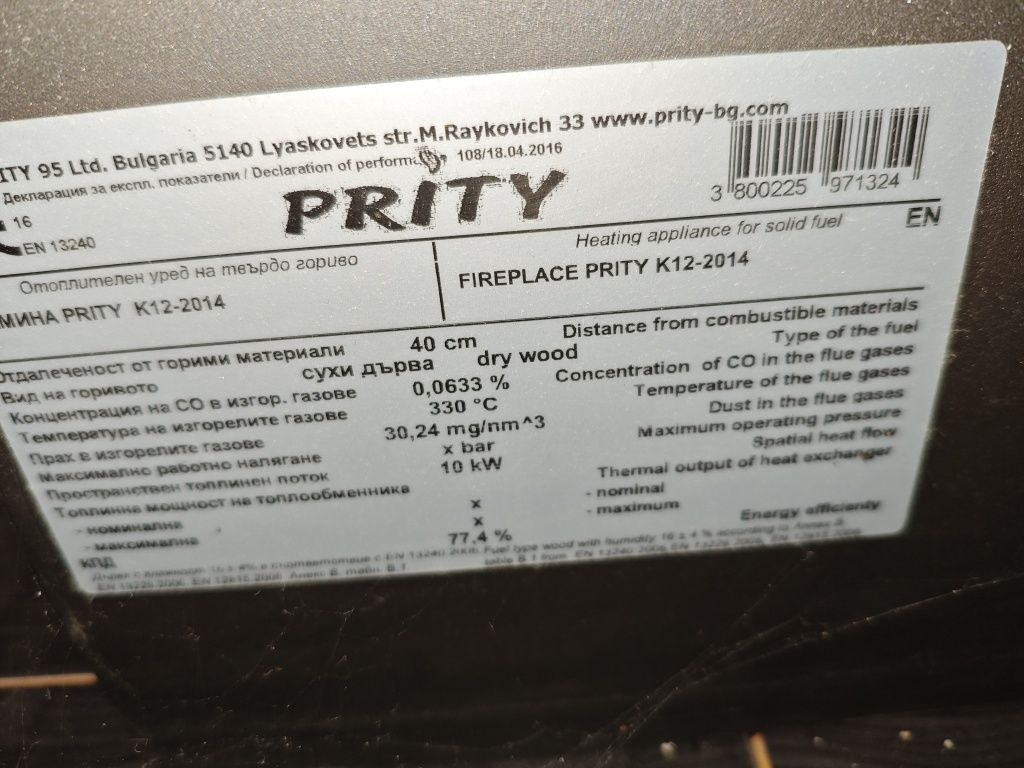 ITY 95 Ltd. Bulgaria 5140 Lyaskovets str.M.Raykovich 33 www.prity-bg.com
Декларация за експл. показатели / Declaration of performa 108/18.04.2016
16
EN 13240
PRITY
3 800225 971324
EN
Отоплителен уред на твърдо гориво
Heating appliance for solid fuel
МИНА PRITY K12-2014
FIREPLACE PRITY K12-2014
Отдалеченост от горими материали 40 cm Distance from combustible materials
Вид на горивото сухи дърва dry wood Type of the fuel
Концентрация на CO в изгор. газове 0,0633 % Concentration of CO in the flue gases
Температура на изгорелите газове 330 °C Temperature of the flue gases
Прах в изгорелите газове 30,24 mg/nm^3 Dust in the flue gases
Максимално работно налягане x bar Maximum operating pressure
Пространствен топлинен поток 10 kW Spatial heat flow
Топлинна мощност на топлообменника Thermal output of heat exchanger
- номинална x - nominal
- максимална x - maximum
КПД 77,4 % Energy efficiency